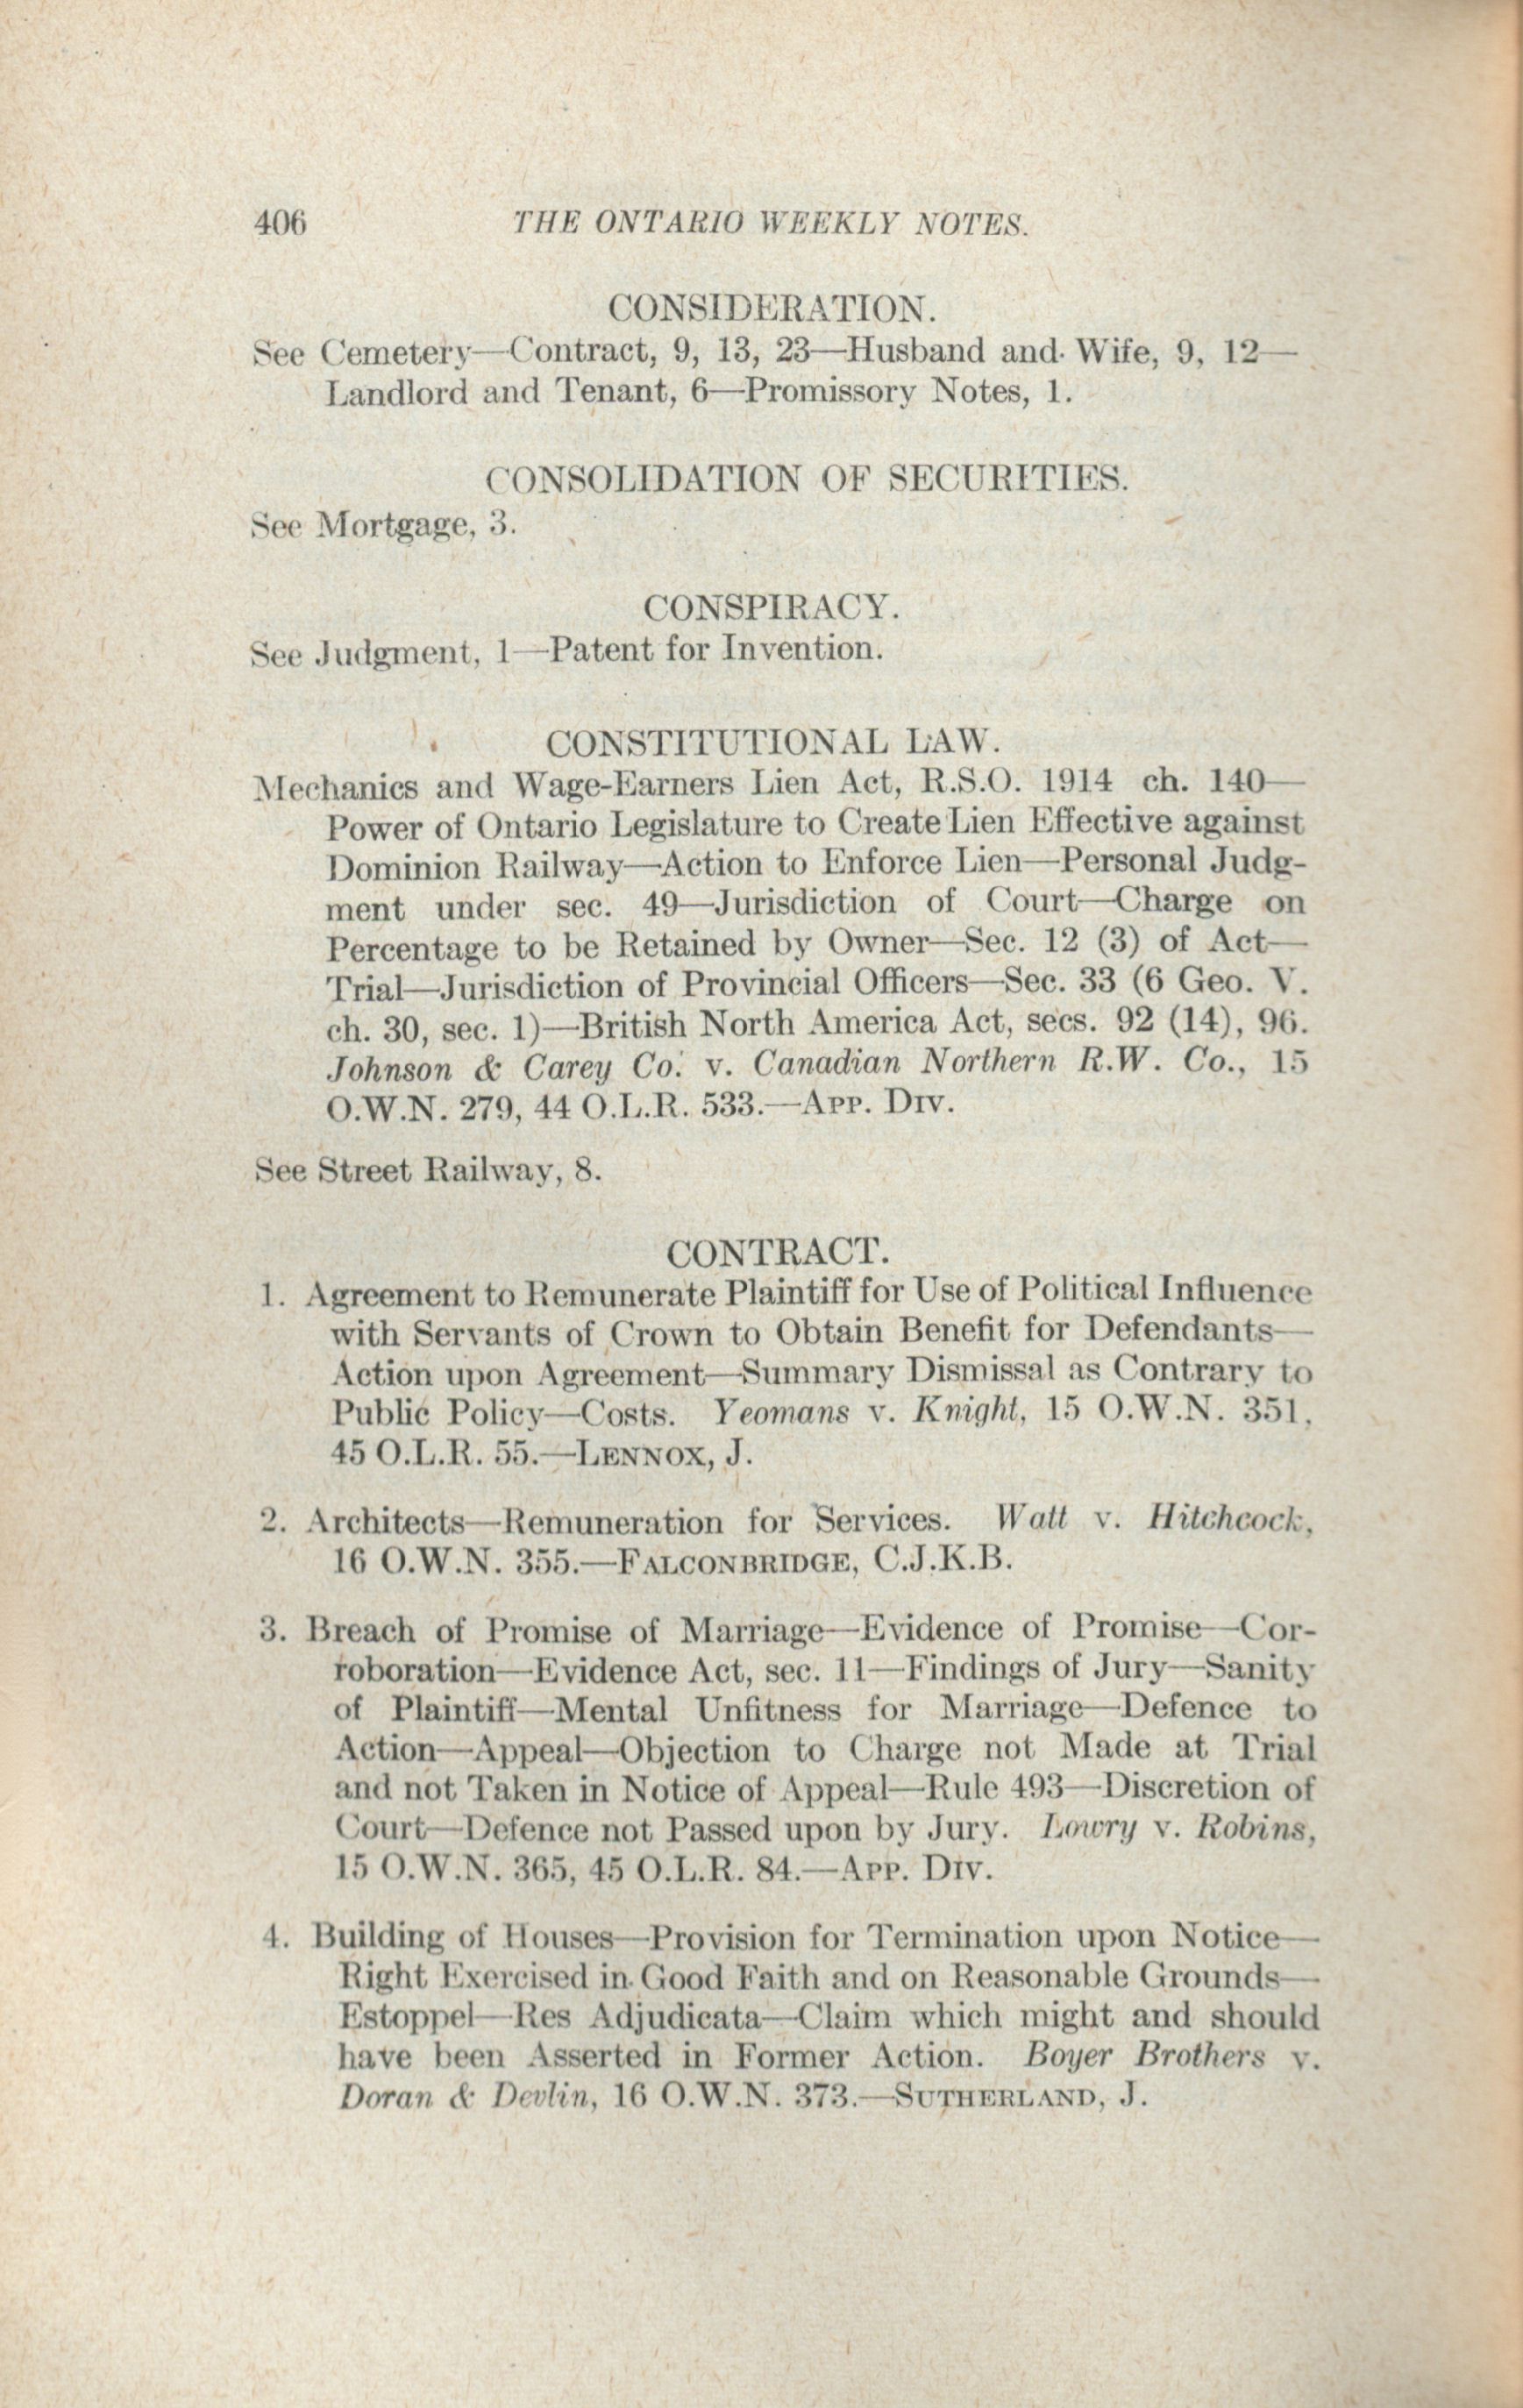 406 THE ONTARIO WEEKLY NOTES.
CONSIDERATION.
See Cemetery—Contract, 9, 13, 23—Husband and Wife, 9, 12—
Landlord and Tenant, 6—Promissory Notes, 1.
CONSOLIDATION OF SECURITIES.
See Mortgage, 3.
CONSPIRACY.
See Judgment, 1—Patent for Invention.
CONSTITUTIONAL LAW.
Mechanics and Wage-Earners Lien Act, R.S.O. 1914 ch. 140—
Power of Ontario Legislature to Create Lien Effective against
Dominion Railway—Action to Enforce Lien—Personal Judg-
ment under sec. 49—Jurisdiction of Court—Charge on
Percentage to be Retained by Owner—Sec. 12 (3) of Act—
Trial—Jurisdiction of Provincial Officers—Sec. 33 (6 Geo. V.
ch. 30, sec. 1)—British North America Act, secs. 92 (14), 96.
Johnson & Carey Co. v. Canadian Northern R.W. Co., 15
O.W.N. 279, 44 O.L.R. 533.—App. Div.
See Street Railway, 8.
CONTRACT.
1. Agreement to Remunerate Plaintiff for Use of Political Influence
with Servants of Crown to Obtain Benefit for Defendants—
Action upon Agreement—Summary Dismissal as Contrary to
Public Policy—Costs. Yeomans v. Knight, 15 O.W.N. 351,
45 O.L.R. 55.—Lennox, J.
2. Architects—Remuneration for Services. Watt v. Hitchcock,
16 O.W.N. 355.—Falconbridge, C.J.K.B.
3. Breach of Promise of Marriage—Evidence of Promise—Cor-
roboration—Evidence Act, sec. 11—Findings of Jury—Sanity
of Plaintiff—Mental Unfitness for Marriage—Defence to
Action—Appeal—Objection to Charge not Made at Trial
and not Taken in Notice of Appeal—Rule 493—Discretion of
Court—Defence not Passed upon by Jury. Lowry v. Robins,
15 O.W.N. 365, 45 O.L.R. 84.—App. Div.
4. Building of Houses—Provision for Termination upon Notice—
Right Exercised in Good Faith and on Reasonable Grounds—
Estoppel—Res Adjudicata—Claim which might and should
have been Asserted in Former Action. Boyer Brothers v.
Doran & Devlin, 16 O.W.N. 373.—Sutherland, J.